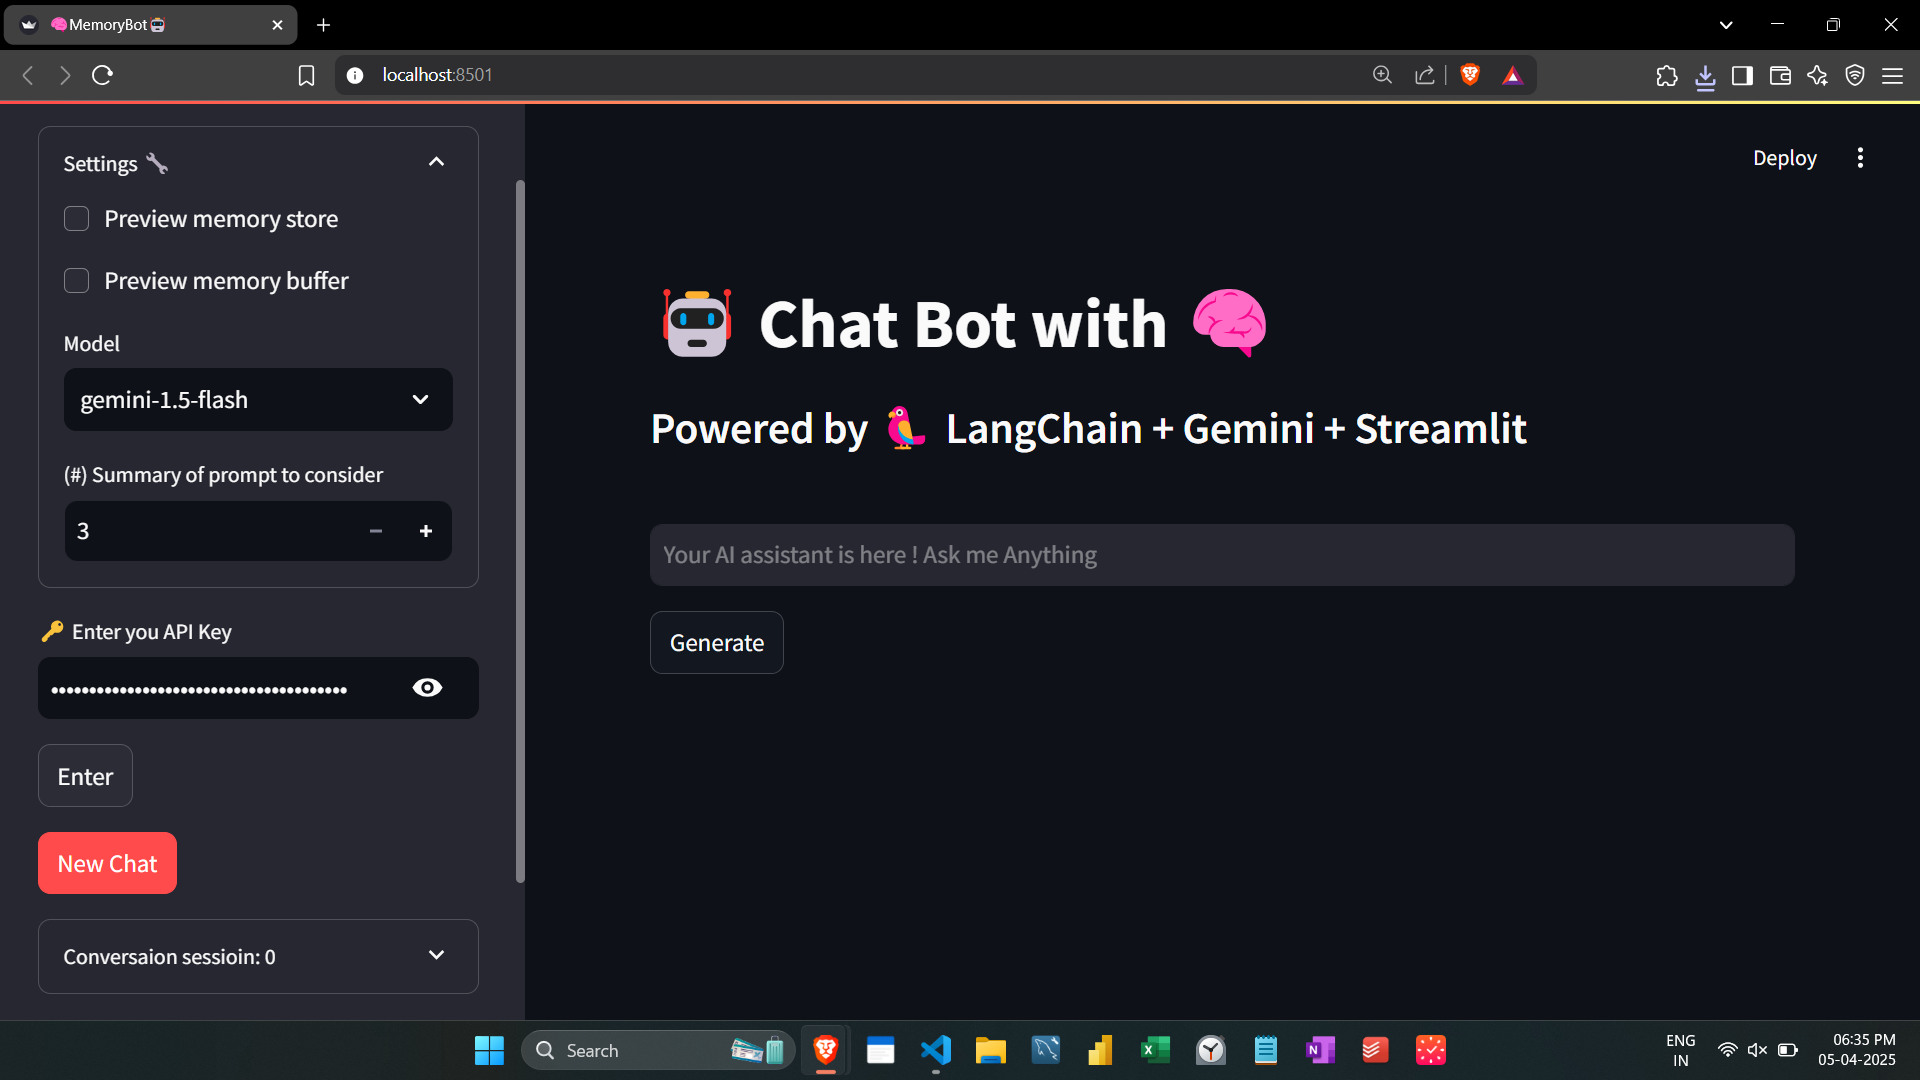 🧠MemoryBot🤖
localhost:8501
Settings 🔧
Preview memory store
Preview memory buffer
Model
gemini-1.5-flash
(#) Summary of prompt to consider
3
🔑 Enter you API Key
••••••••••••••••••••••••••••••••••••••
Enter
New Chat
Conversaion sessioin: 0
Deploy
🤖 Chat Bot with 🧠
Powered by 🦜 LangChain + Gemini + Streamlit
Your AI assistant is here ! Ask me Anything
Generate
Search
ENG
IN
06:35 PM
05-04-2025